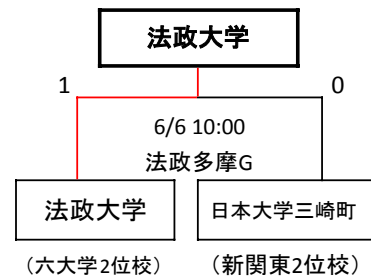 法政大学
1 0
6/6 10:00
法政多摩G
法政大学 日本大学三崎町
（六大学2位校） （新関東2位校）